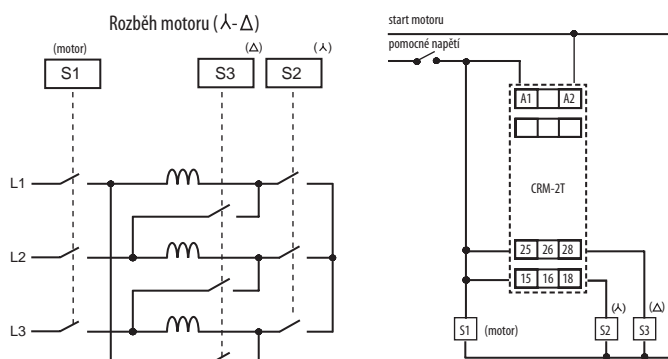 Rozběh motoru (⅄-Δ)
(motor)
S1
(Δ)
S3
(⅄)
S2
L1
L2
L3
start motoru
pomocné napětí
A1 A2
CRM-2T
25 26 28
15 16 18
S1 (motor)
(⅄)
S2
(Δ)
S3